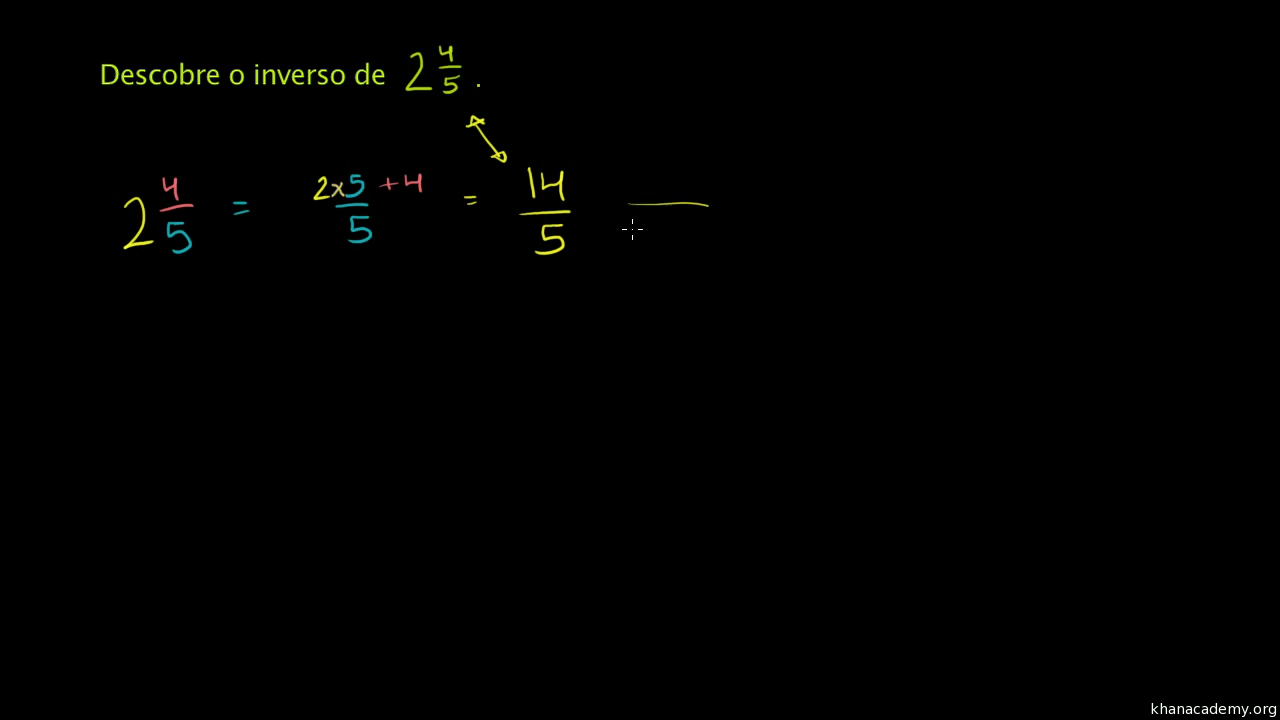 Descobre o inverso de 2 4/5 .
2 4/5 = 2x5+4/5 = 14/5
khanacademy.org